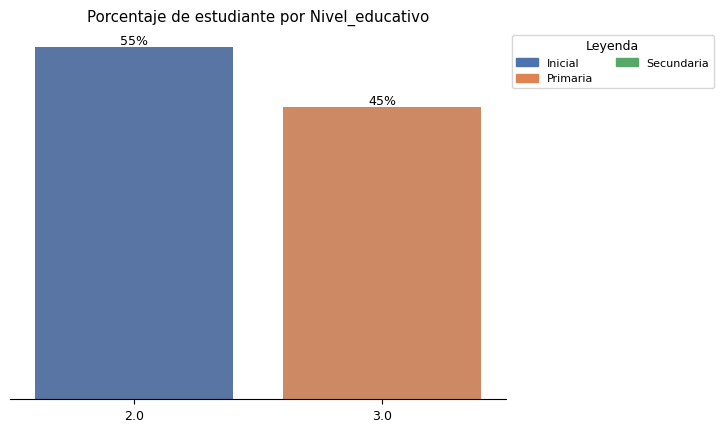 Porcentaje de estudiante por Nivel_educativo
55%
45%
2.0
3.0
Leyenda
Inicial
Primaria
Secundaria